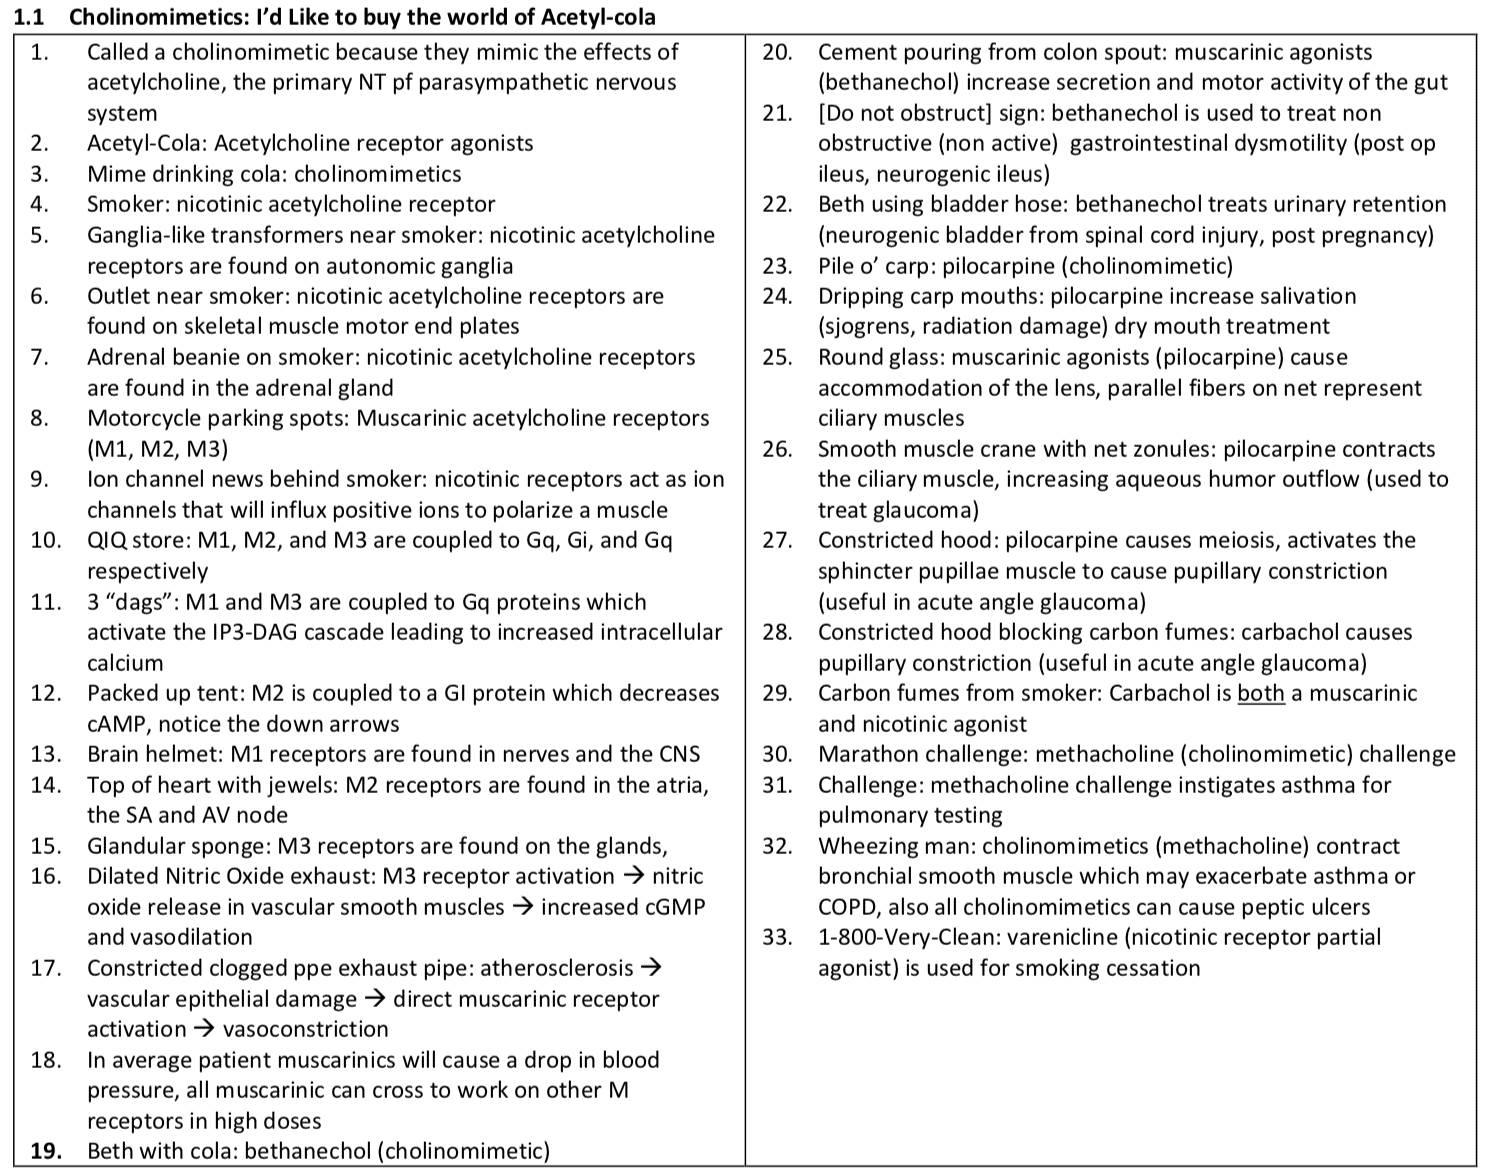 1.1 Cholinomimetics: I’d Like to buy the world of Acetyl-cola
1. Called a cholinomimetic because they mimic the effects of
acetylcholine, the primary NT pf parasympathetic nervous
system
2. Acetyl-Cola: Acetylcholine receptor agonists
3. Mime drinking cola: cholinomimetics
4. Smoker: nicotinic acetylcholine receptor
5. Ganglia-like transformers near smoker: nicotinic acetylcholine
receptors are found on autonomic ganglia
6. Outlet near smoker: nicotinic acetylcholine receptors are
found on skeletal muscle motor end plates
7. Adrenal beanie on smoker: nicotinic acetylcholine receptors
are found in the adrenal gland
8. Motorcycle parking spots: Muscarinic acetylcholine receptors
(M1, M2, M3)
9. Ion channel news behind smoker: nicotinic receptors act as ion
channels that will influx positive ions to polarize a muscle
10. QIQ store: M1, M2, and M3 are coupled to Gq, Gi, and Gq
respectively
11. 3 “dags”: M1 and M3 are coupled to Gq proteins which
activate the IP3-DAG cascade leading to increased intracellular
calcium
12. Packed up tent: M2 is coupled to a GI protein which decreases
cAMP, notice the down arrows
13. Brain helmet: M1 receptors are found in nerves and the CNS
14. Top of heart with jewels: M2 receptors are found in the atria,
the SA and AV node
15. Glandular sponge: M3 receptors are found on the glands,
16. Dilated Nitric Oxide exhaust: M3 receptor activation → nitric
oxide release in vascular smooth muscles → increased cGMP
and vasodilation
17. Constricted clogged ppe exhaust pipe: atherosclerosis →
vascular epithelial damage → direct muscarinic receptor
activation → vasoconstriction
18. In average patient muscarinics will cause a drop in blood
pressure, all muscarinic can cross to work on other M
receptors in high doses
19. Beth with cola: bethanechol (cholinomimetic)
20. Cement pouring from colon spout: muscarinic agonists
(bethanechol) increase secretion and motor activity of the gut
21. [Do not obstruct] sign: bethanechol is used to treat non
obstructive (non active) gastrointestinal dysmotility (post op
ileus, neurogenic ileus)
22. Beth using bladder hose: bethanechol treats urinary retention
(neurogenic bladder from spinal cord injury, post pregnancy)
23. Pile o’ carp: pilocarpine (cholinomimetic)
24. Dripping carp mouths: pilocarpine increase salivation
(sjogrens, radiation damage) dry mouth treatment
25. Round glass: muscarinic agonists (pilocarpine) cause
accommodation of the lens, parallel fibers on net represent
ciliary muscles
26. Smooth muscle crane with net zonules: pilocarpine contracts
the ciliary muscle, increasing aqueous humor outflow (used to
treat glaucoma)
27. Constricted hood: pilocarpine causes meiosis, activates the
sphincter pupillae muscle to cause pupillary constriction
(useful in acute angle glaucoma)
28. Constricted hood blocking carbon fumes: carbachol causes
pupillary constriction (useful in acute angle glaucoma)
29. Carbon fumes from smoker: Carbachol is both a muscarinic
and nicotinic agonist
30. Marathon challenge: methacholine (cholinomimetic) challenge
31. Challenge: methacholine challenge instigates asthma for
pulmonary testing
32. Wheezing man: cholinomimetics (methacholine) contract
bronchial smooth muscle which may exacerbate asthma or
COPD, also all cholinomimetics can cause peptic ulcers
33. 1-800-Very-Clean: varenicline (nicotinic receptor partial
agonist) is used for smoking cessation